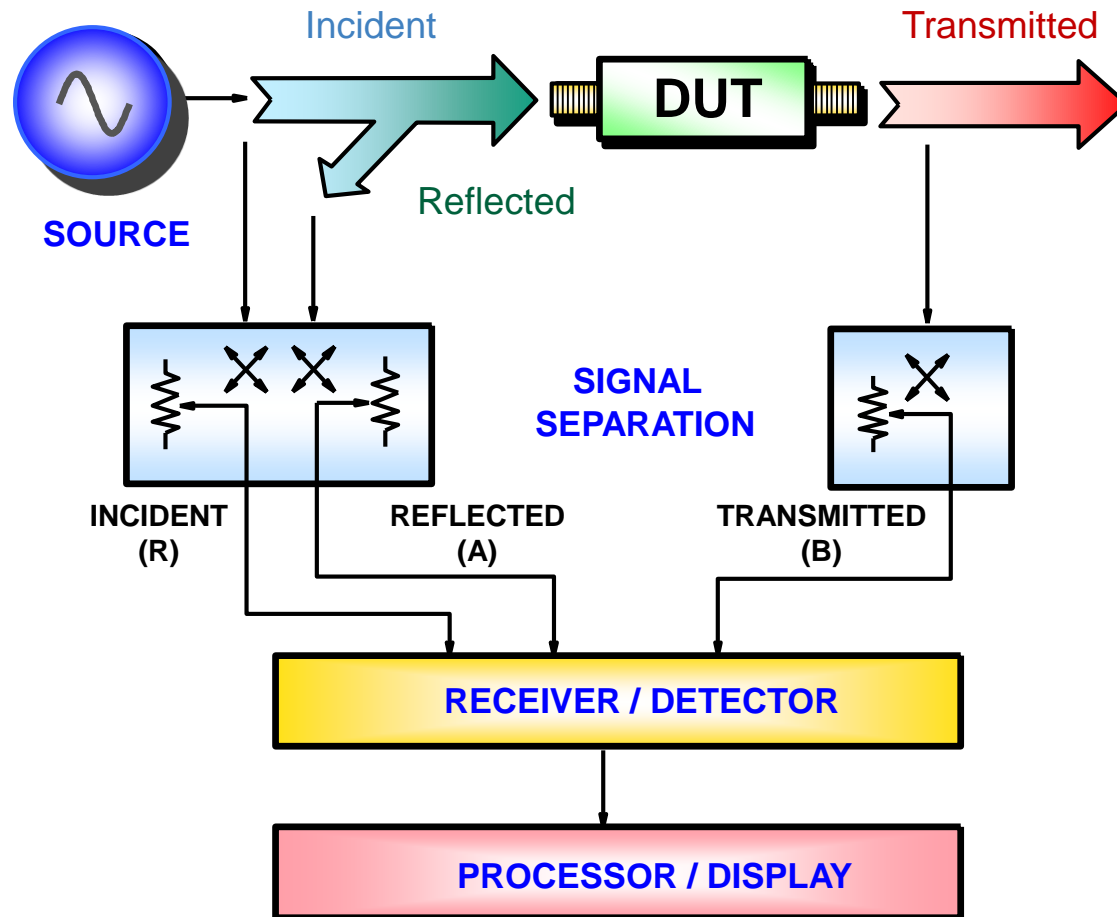 Incident
Transmitted
DUT
Reflected
SOURCE
SIGNAL
SEPARATION
INCIDENT
(R)
REFLECTED
(A)
TRANSMITTED
(B)
RECEIVER / DETECTOR
PROCESSOR / DISPLAY